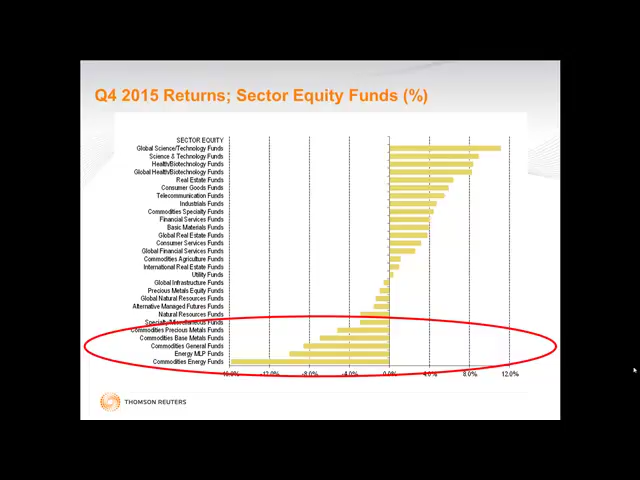 Q4 2015 Returns; Sector Equity Funds (%)
SECTOR EQUITY
Global Science/Technology Funds
Science & Technology Funds
Health/Biotechnology Funds
Global Health/Biotechnology Funds
Real Estate Funds
Consumer Goods Funds
Telecommunication Funds
Industrials Funds
Commodities Specialty Funds
Financial Services Funds
Basic Materials Funds
Global Real Estate Funds
Consumer Services Funds
Global Financial Services Funds
Commodities Agriculture Funds
International Real Estate Funds
Utility Funds
Global Infrastructure Funds
Precious Metals Equity Funds
Global Natural Resources Funds
Alternative Managed Futures Funds
Natural Resources Funds
Specialty/Miscellaneous Funds
Commodities Precious Metals Funds
Commodities Base Metals Funds
Commodities General Funds
Energy MLP Funds
Commodities Energy Funds
-12.0% -8.0% -4.0% 0.0% 4.0% 8.0% 12.0%
THOMSON REUTERS